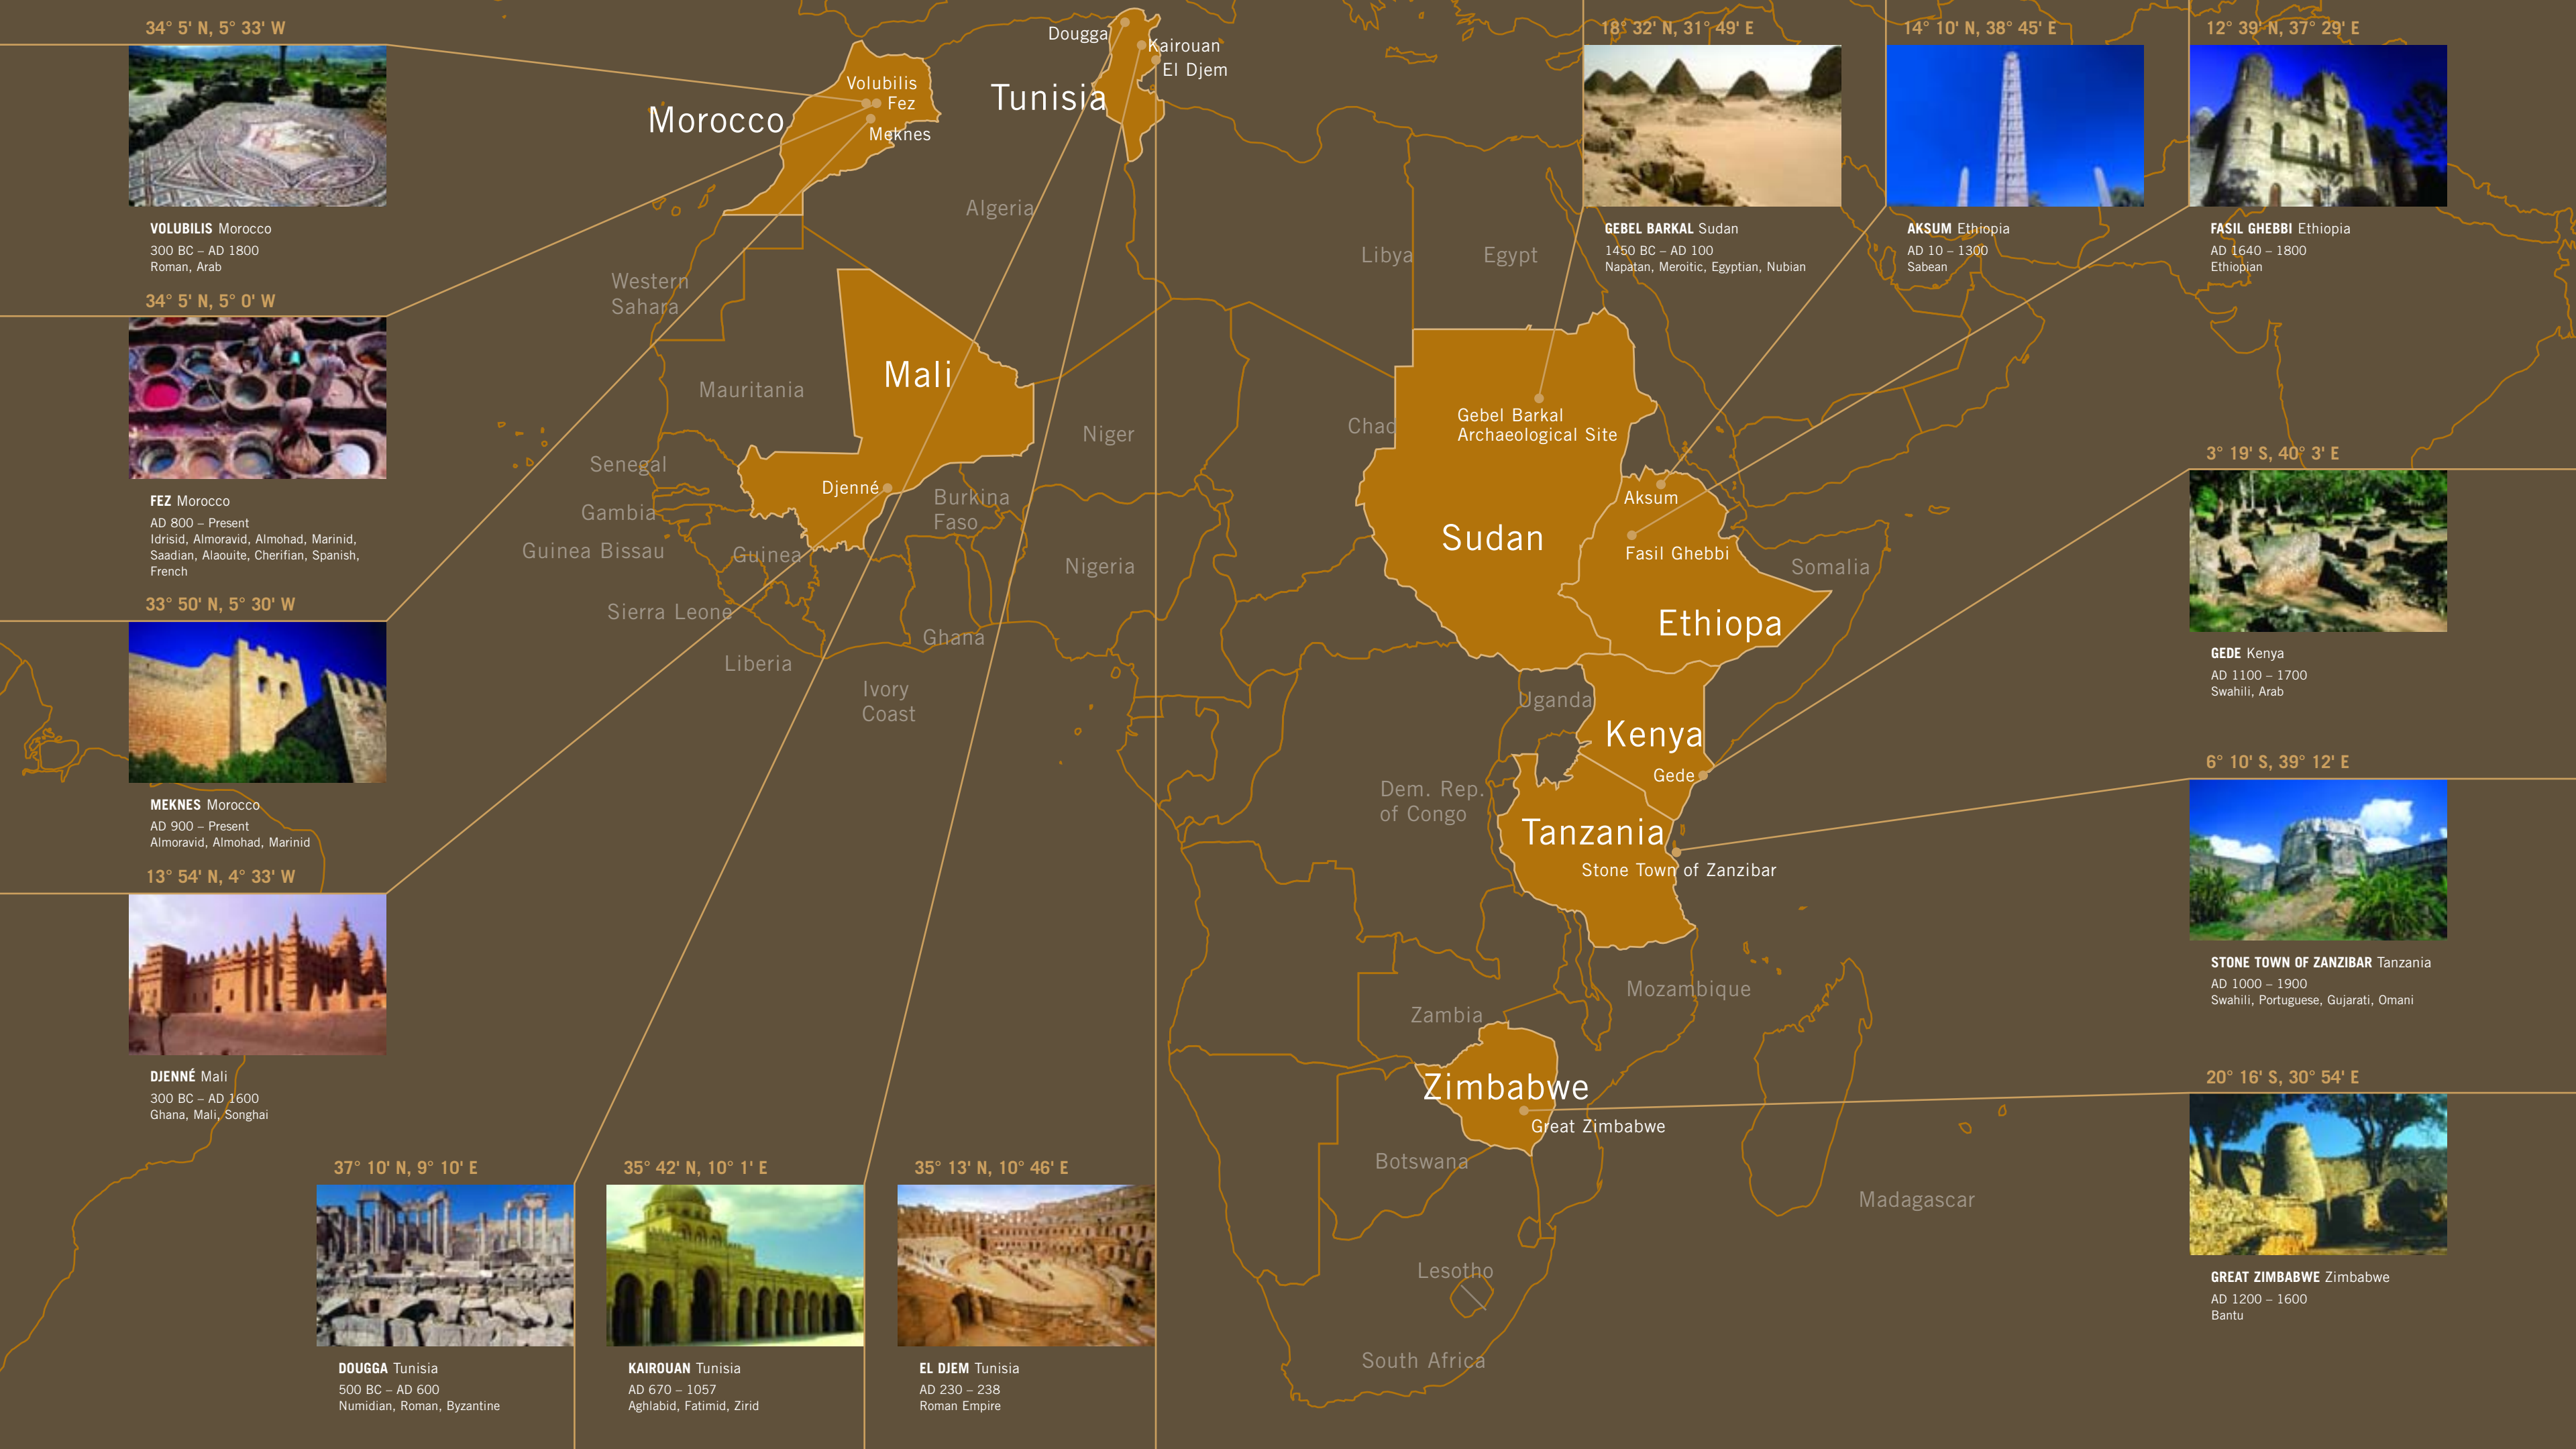 34° 5' N, 5° 33' W
VOLUBILIS Morocco
300 BC – AD 1800
Roman, Arab
34° 5' N, 5° 0' W
FEZ Morocco
AD 800 – Present
Idrisid, Almoravid, Almohad, Marinid,
Saadian, Alaouite, Cherifian, Spanish,
French
33° 50' N, 5° 30' W
MEKNES Morocco
AD 900 – Present
Almoravid, Almohad, Marinid
13° 54' N, 4° 33' W
DJENNÉ Mali
300 BC – AD 1600
Ghana, Mali, Songhai
37° 10' N, 9° 10' E
DOUGGA Tunisia
500 BC – AD 600
Numidian, Roman, Byzantine
35° 42' N, 10° 1' E
KAIROUAN Tunisia
AD 670 – 1057
Aghlabid, Fatimid, Zirid
35° 13' N, 10° 46' E
EL DJEM Tunisia
AD 230 – 238
Roman Empire
Dougga
Kairouan
El Djem
Tunisia
Volubilis
Fez
Meknes
Morocco
Algeria
Libya
Egypt
Western
Sahara
Mauritania
Mali
Niger
Chad
Senegal
Djenné
Burkina
Faso
Gambia
Guinea Bissau
Guinea
Nigeria
Sierra Leone
Ghana
Liberia
Ivory
Coast
Gebel Barkal
Archaeological Site
Sudan
Aksum
Fasil Ghebbi
Somalia
Ethiopa
Uganda
Kenya
Gede
Dem. Rep.
of Congo
Tanzania
Stone Town of Zanzibar
Mozambique
Zambia
Zimbabwe
Great Zimbabwe
Botswana
Madagascar
Lesotho
South Africa
18° 32' N, 31° 49' E
GEBEL BARKAL Sudan
1450 BC – AD 100
Napatan, Meroitic, Egyptian, Nubian
14° 10' N, 38° 45' E
AKSUM Ethiopia
AD 10 – 1300
Sabean
12° 39' N, 37° 29' E
FASIL GHEBBI Ethiopia
AD 1640 – 1800
Ethiopian
3° 19' S, 40° 3' E
GEDE Kenya
AD 1100 – 1700
Swahili, Arab
6° 10' S, 39° 12' E
STONE TOWN OF ZANZIBAR Tanzania
AD 1000 – 1900
Swahili, Portuguese, Gujarati, Omani
20° 16' S, 30° 54' E
GREAT ZIMBABWE Zimbabwe
AD 1200 – 1600
Bantu